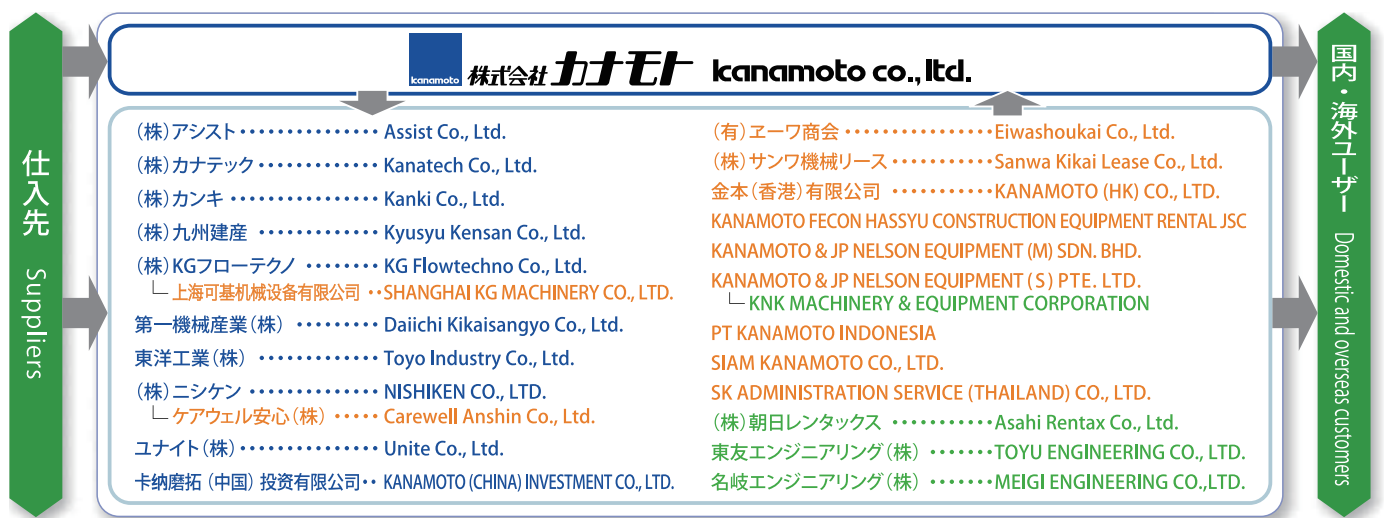 仕入先 Suppliers
kanamoto 株式会社 カナモト kanamoto co., ltd.
(株)アシスト・・・・・・・・・・・・・・・ Assist Co., Ltd.
(株)カナテック・・・・・・・・・・・・・ Kanatech Co., Ltd.
(株)カンキ・・・・・・・・・・・・・・・・ Kanki Co., Ltd.
(株)九州建産 ・・・・・・・・・・・・・ Kyusyu Kensan Co., Ltd.
(株)KGフローテクノ ・・・・・・・・ KG Flowtechno Co., Ltd.
上海可基机械设备有限公司 ・・SHANGHAI KG MACHINERY CO., LTD.
第一機械産業(株) ・・・・・・・・・ Daiichi Kikaisangyo Co., Ltd.
東洋工業(株) ・・・・・・・・・・・・・ Toyo Industry Co., Ltd.
(株)ニシケン ・・・・・・・・・・・・・・ NISHIKEN CO., LTD.
ケアウェル安心(株) ・・・・・ Carewell Anshin Co., Ltd.
ユナイト(株)・・・・・・・・・・・・・・・ Unite Co., Ltd.
卡纳磨拓 (中国) 投资有限公司・・ KANAMOTO (CHINA) INVESTMENT CO., LTD.
(有)ヱーワ商会 ・・・・・・・・・・・・・・・・Eiwashoukai Co., Ltd.
(株)サンワ機械リース ・・・・・・・・・・・Sanwa Kikai Lease Co., Ltd.
金本(香港)有限公司 ・・・・・・・・・・・KANAMOTO (HK) CO., LTD.
KANAMOTO FECON HASSYU CONSTRUCTION EQUIPMENT RENTAL JSC
KANAMOTO & JP NELSON EQUIPMENT (M) SDN. BHD.
KANAMOTO & JP NELSON EQUIPMENT ( S ) PTE. LTD.
KNK MACHINERY & EQUIPMENT CORPORATION
PT KANAMOTO INDONESIA
SIAM KANAMOTO CO., LTD.
SK ADMINISTRATION SERVICE (THAILAND) CO., LTD.
(株)朝日レンタックス ・・・・・・・・・・・Asahi Rentax Co., Ltd.
東友エンジニアリング(株) ・・・・・・・TOYU ENGINEERING CO., LTD.
名岐エンジニアリング(株) ・・・・・・・MEIGI ENGINEERING CO.,LTD.
国内・海外ユーザー Domestic and overseas customers